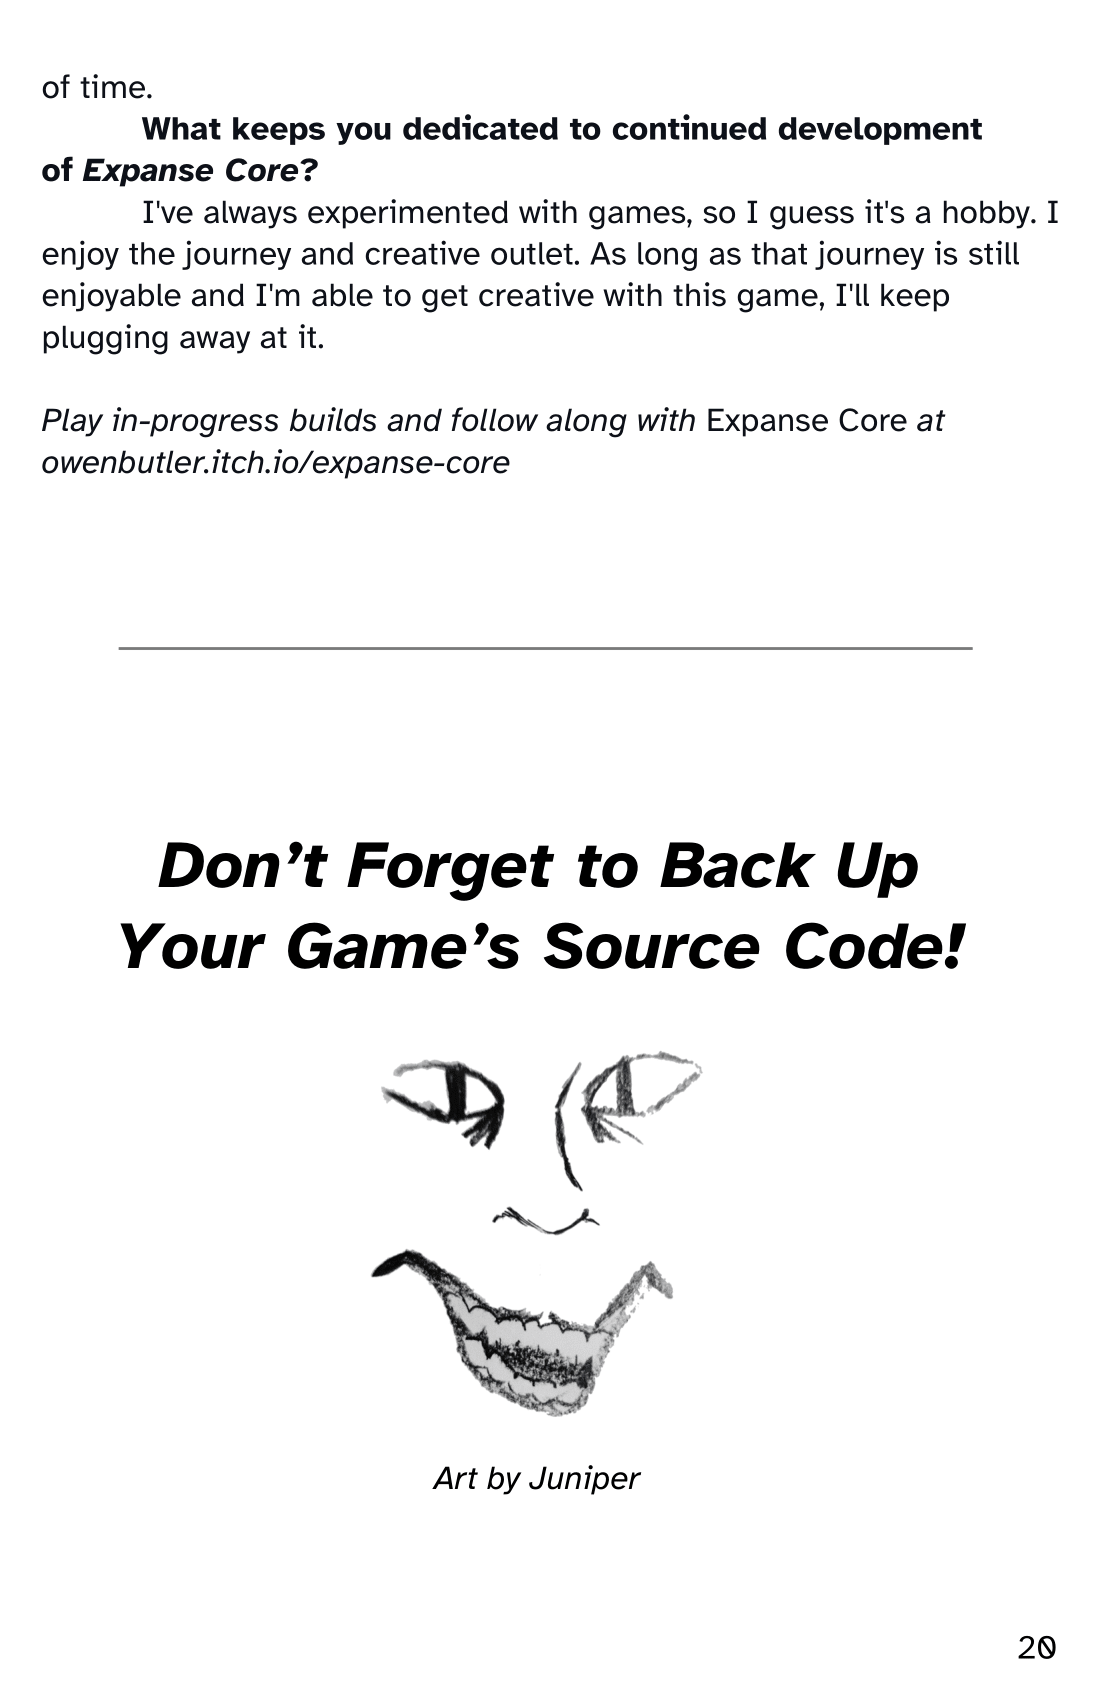 of time.
What keeps you dedicated to continued development
of Expanse Core?
I've always experimented with games, so I guess it's a hobby. I
enjoy the journey and creative outlet. As long as that journey is still
enjoyable and I'm able to get creative with this game, I'll keep
plugging away at it.
Play in-progress builds and follow along with Expanse Core at
owenbutler.itch.io/expanse-core
Don’t Forget to Back Up
Your Game’s Source Code!
Art by Juniper
20